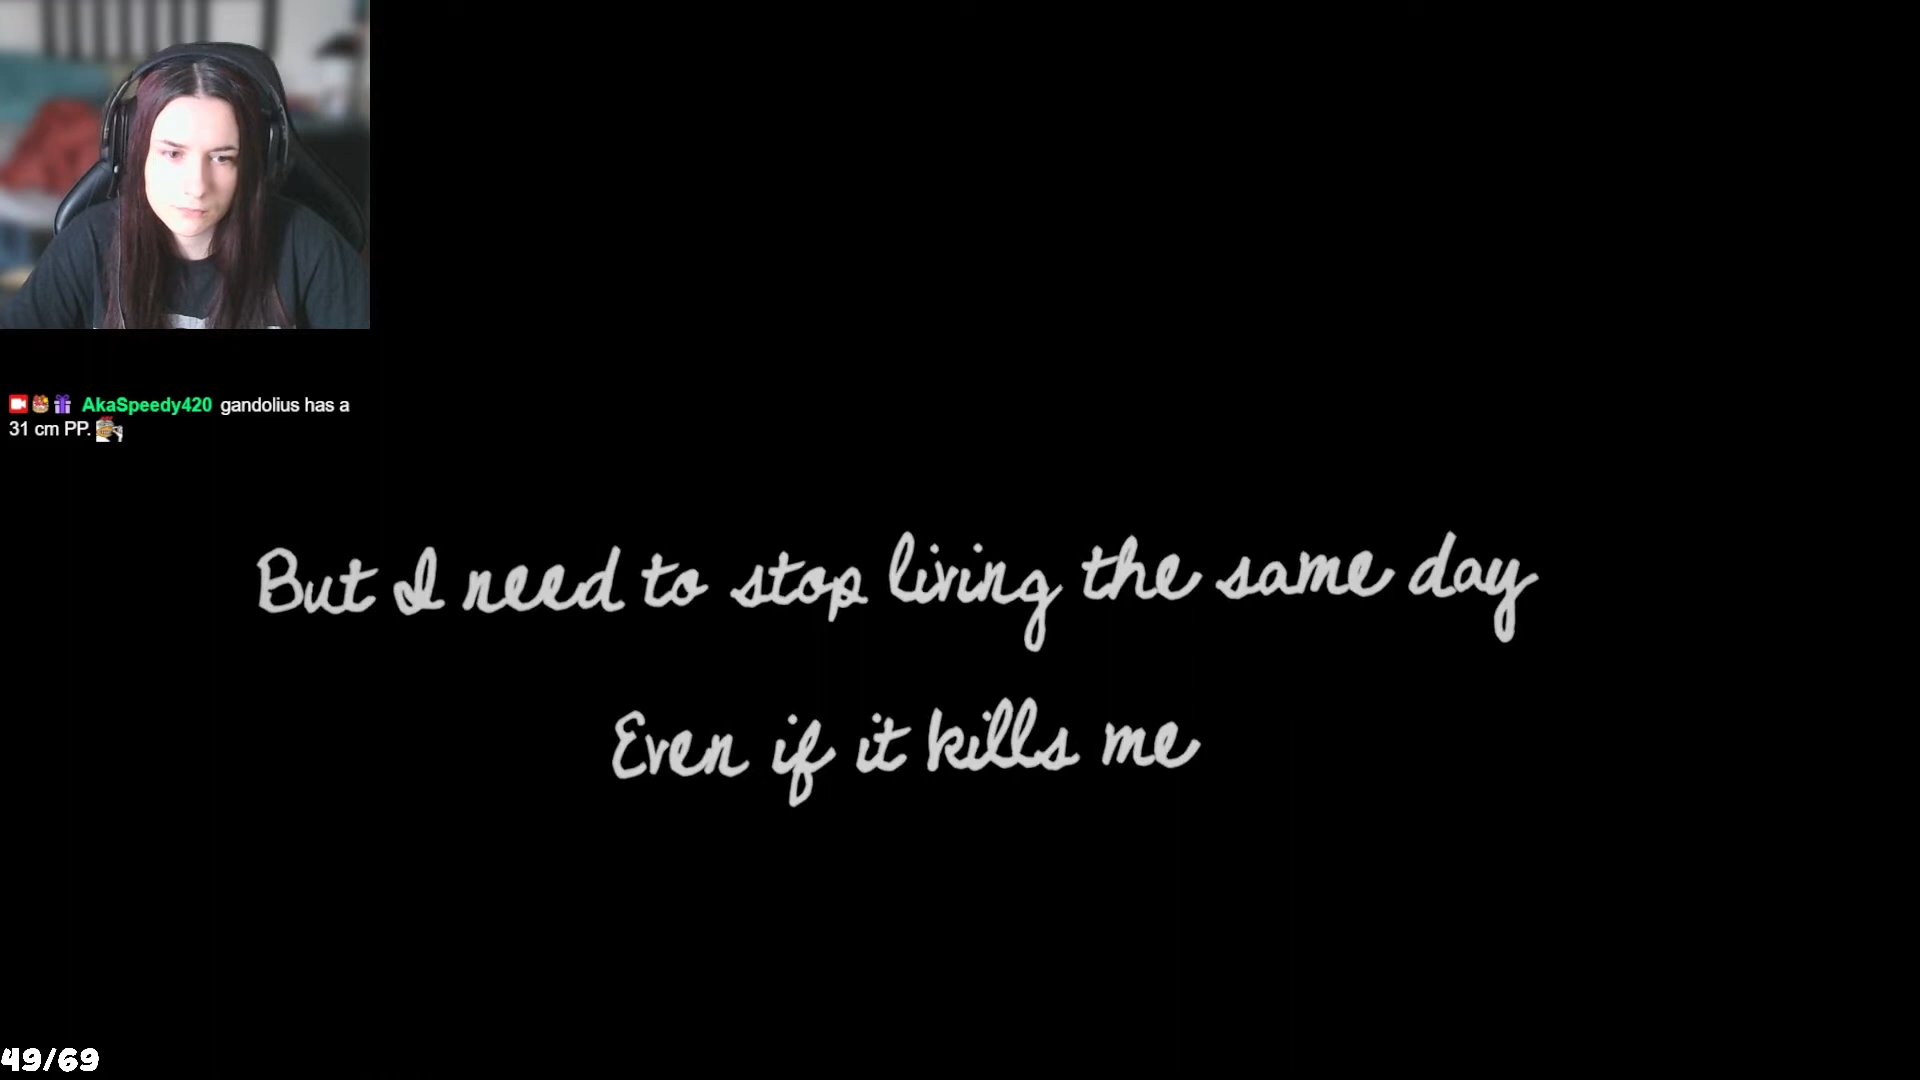 AkaSpeedy420 gandolius has a
31 cm PP.
But I need to stop living the same day
Even if it kills me
49/69